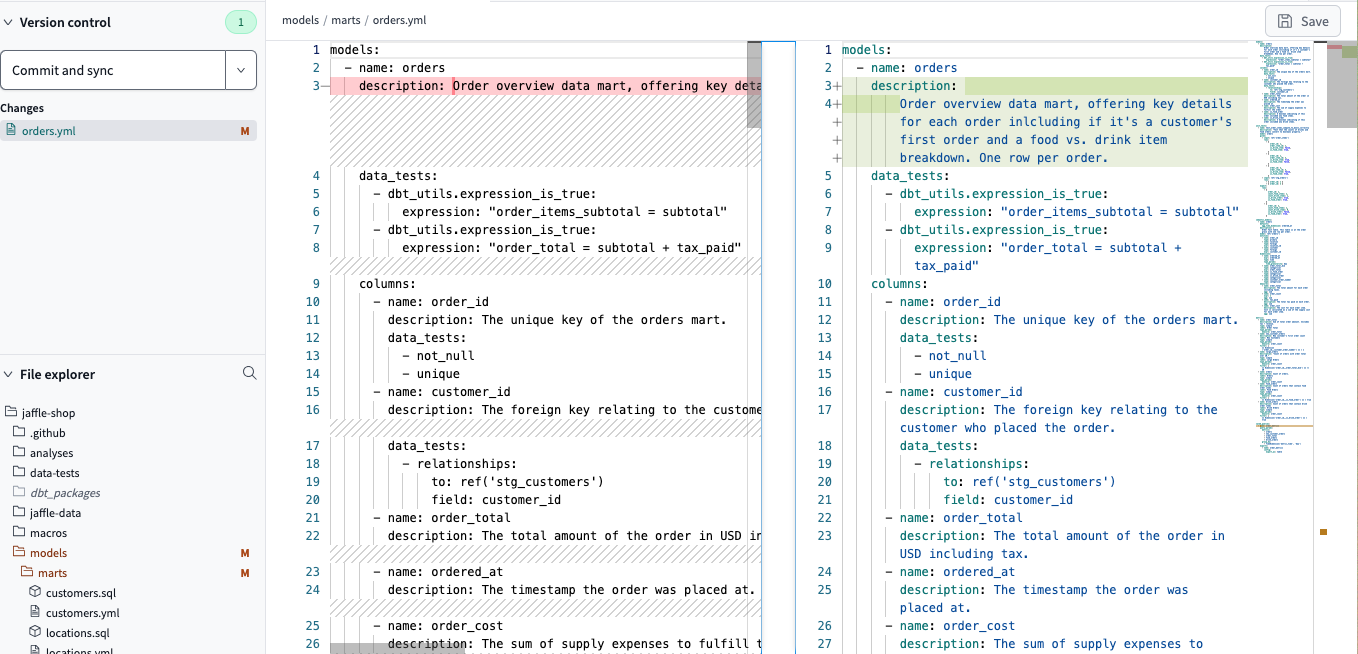 Version control
1
Commit and sync
Changes
orders.yml M
File explorer
jaffle-shop
.github
analyses
data-tests
dbt_packages
jaffle-data
macros
models M
marts M
customers.sql
customers.yml
locations.sql
locations.yml
models / marts / orders.yml
Save
1 models:
2 - name: orders
3- description: Order overview data mart, offering key deta
4 data_tests:
5 - dbt_utils.expression_is_true:
6 expression: "order_items_subtotal = subtotal"
7 - dbt_utils.expression_is_true:
8 expression: "order_total = subtotal + tax_paid"
9 columns:
10 - name: order_id
11 description: The unique key of the orders mart.
12 data_tests:
13 - not_null
14 - unique
15 - name: customer_id
16 description: The foreign key relating to the custome
17 data_tests:
18 - relationships:
19 to: ref('stg_customers')
20 field: customer_id
21 - name: order_total
22 description: The total amount of the order in USD in
23 - name: ordered_at
24 description: The timestamp the order was placed at.
25 - name: order_cost
26 description: The sum of supply expenses to fulfill t
1 models:
2 - name: orders
3+ description:
4+ Order overview data mart, offering key details
+ for each order inlcluding if it's a customer's
+ first order and a food vs. drink item
+ breakdown. One row per order.
5 data_tests:
6 - dbt_utils.expression_is_true:
7 expression: "order_items_subtotal = subtotal"
8 - dbt_utils.expression_is_true:
9 expression: "order_total = subtotal +
tax_paid"
10 columns:
11 - name: order_id
12 description: The unique key of the orders mart.
13 data_tests:
14 - not_null
15 - unique
16 - name: customer_id
17 description: The foreign key relating to the
customer who placed the order.
18 data_tests:
19 - relationships:
20 to: ref('stg_customers')
21 field: customer_id
22 - name: order_total
23 description: The total amount of the order in
USD including tax.
24 - name: ordered_at
25 description: The timestamp the order was
placed at.
26 - name: order_cost
27 description: The sum of supply expenses to